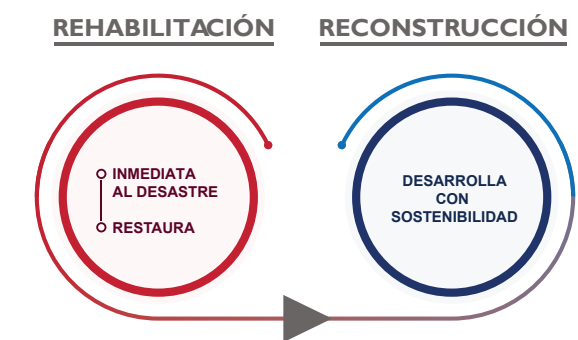 REHABILITACIÓN
RECONSTRUCCIÓN
INMEDIATA
AL DESASTRE
RESTAURA
DESARROLLA
CON
SOSTENIBILIDAD